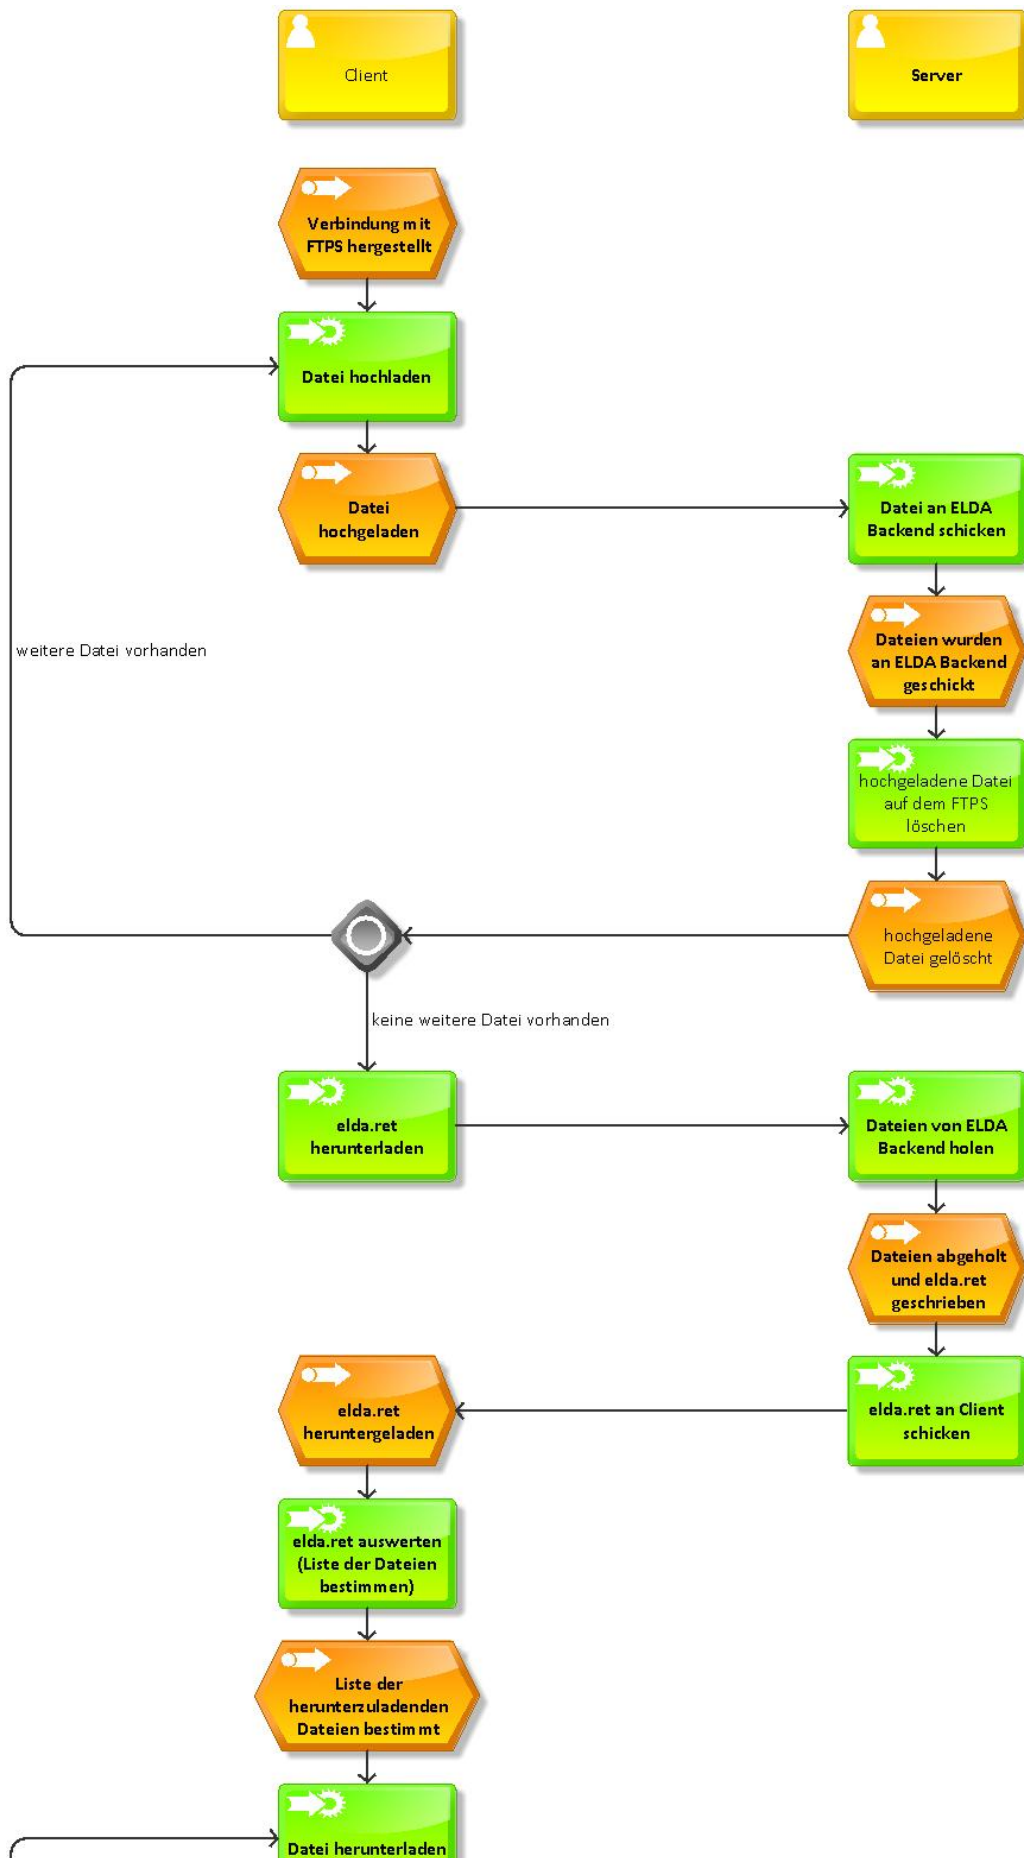 Client
Server
Verbindung mit
FTPS hergestellt
Datei hochladen
Datei
hochgeladen
Datei an ELDA
Backend schicken
weitere Datei vorhanden
Dateien wurden
an ELDA Backend
geschickt
hochgeladene Datei
auf dem FTPS
löschen
hochgeladene
Datei gelöscht
keine weitere Datei vorhanden
elda.ret
herunterladen
Dateien von ELDA
Backend holen
Dateien abgeholt
und elda.ret
geschrieben
elda.ret
heruntergeladen
elda.ret an Client
schicken
elda.ret auswerten
(Liste der Dateien
bestimmen)
Liste der
herunterzuladenden
Dateien bestimmt
Datei herunterladen